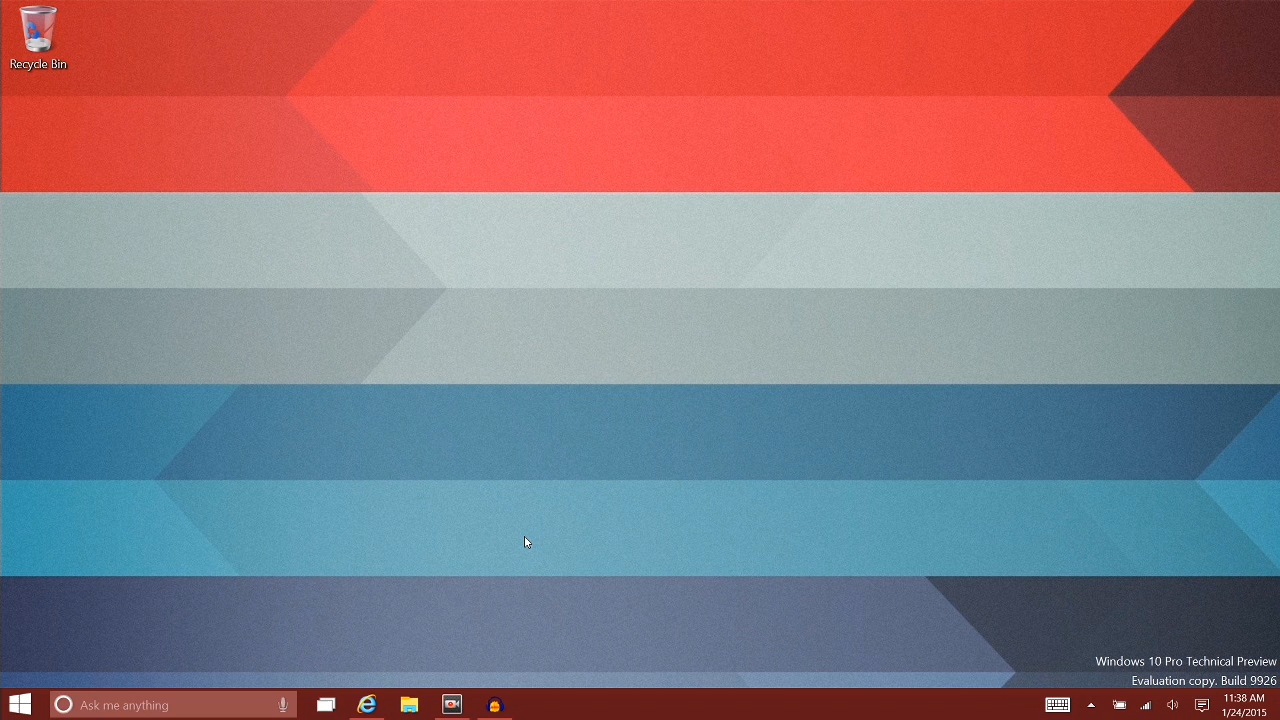 Recycle Bin
Windows 10 Pro Technical Preview
Evaluation copy. Build 9926
Ask me anything
11:38 AM
1/24/2015